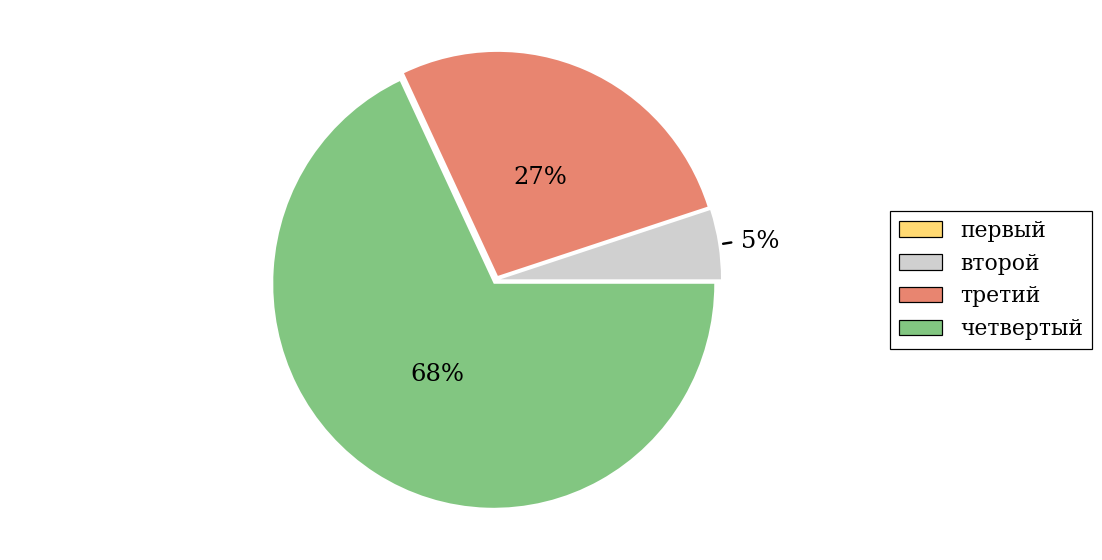 27%
5%
68%
первый
второй
третий
четвертый